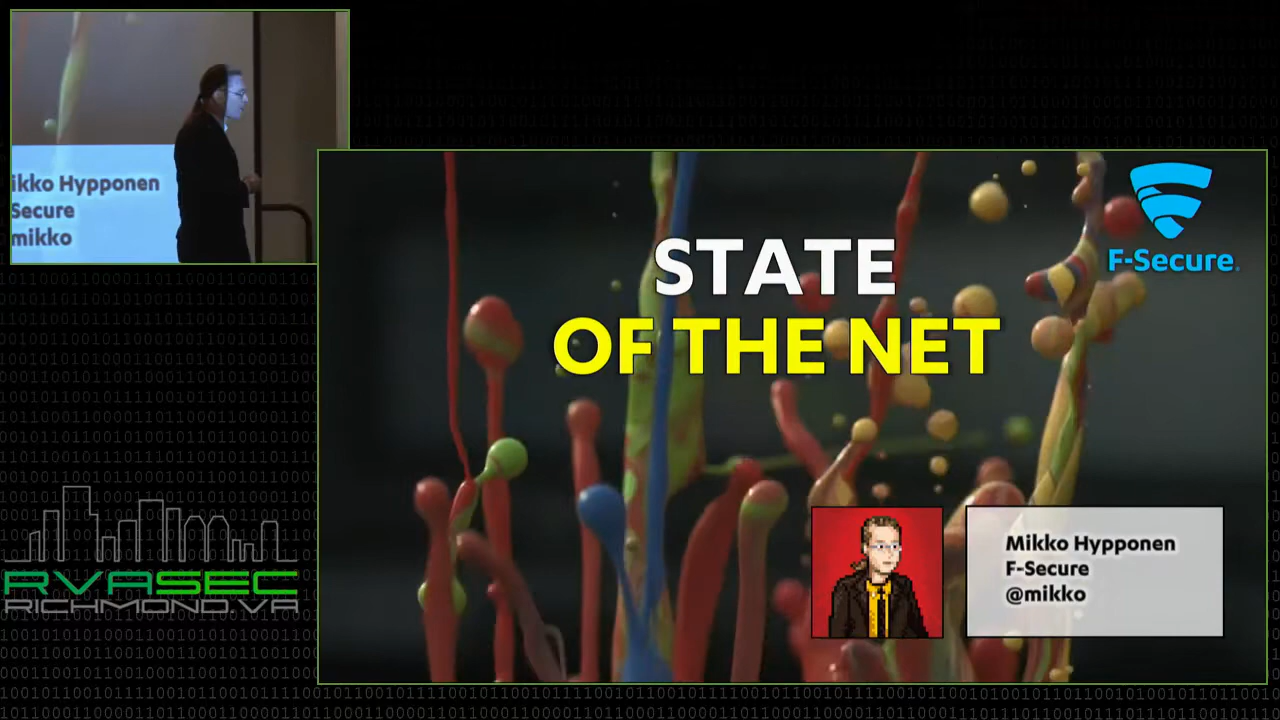 ikko Hypponen
Secure
mikko
STATE
OF THE NET
F-Secure.
Mikko Hypponen
F-Secure
@mikko
RVASEC
RICHMOND.VA